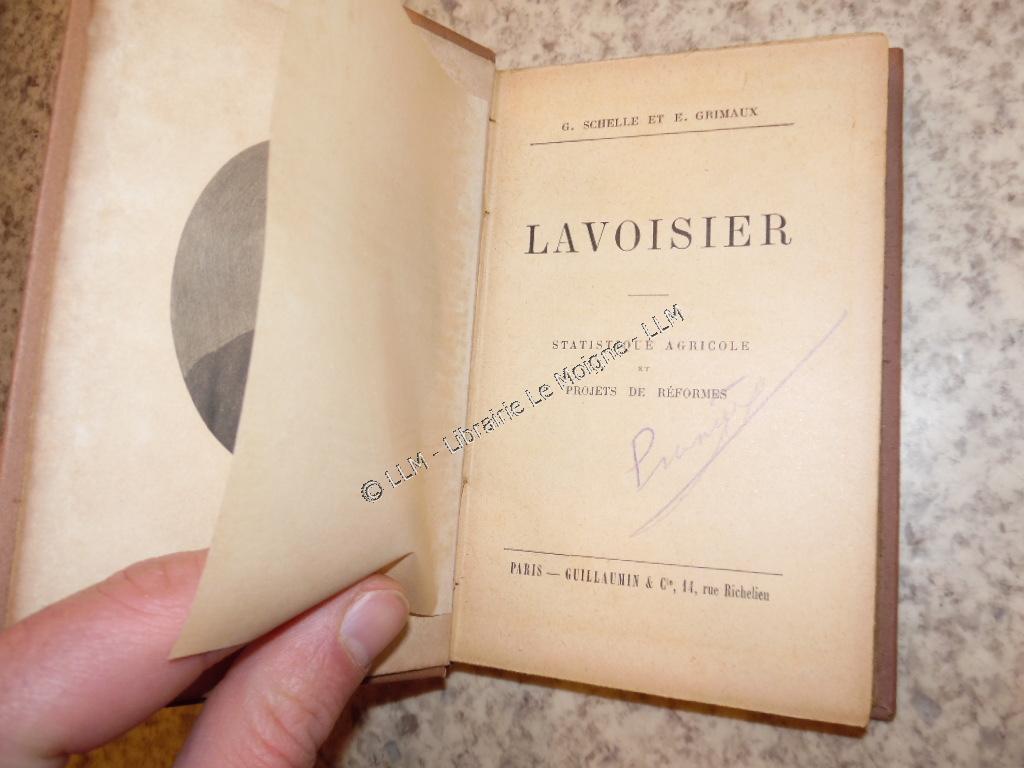 G. SCHELLE ET E. GRIMAUX
LAVOISIER
STATISTIQUE AGRICOLE
ET
PROJETS DE RÉFORMES
© LLM - Librairie Le Moigne - LLM
PARIS — GUILLAUMIN & Cie, 14, rue Richelieu